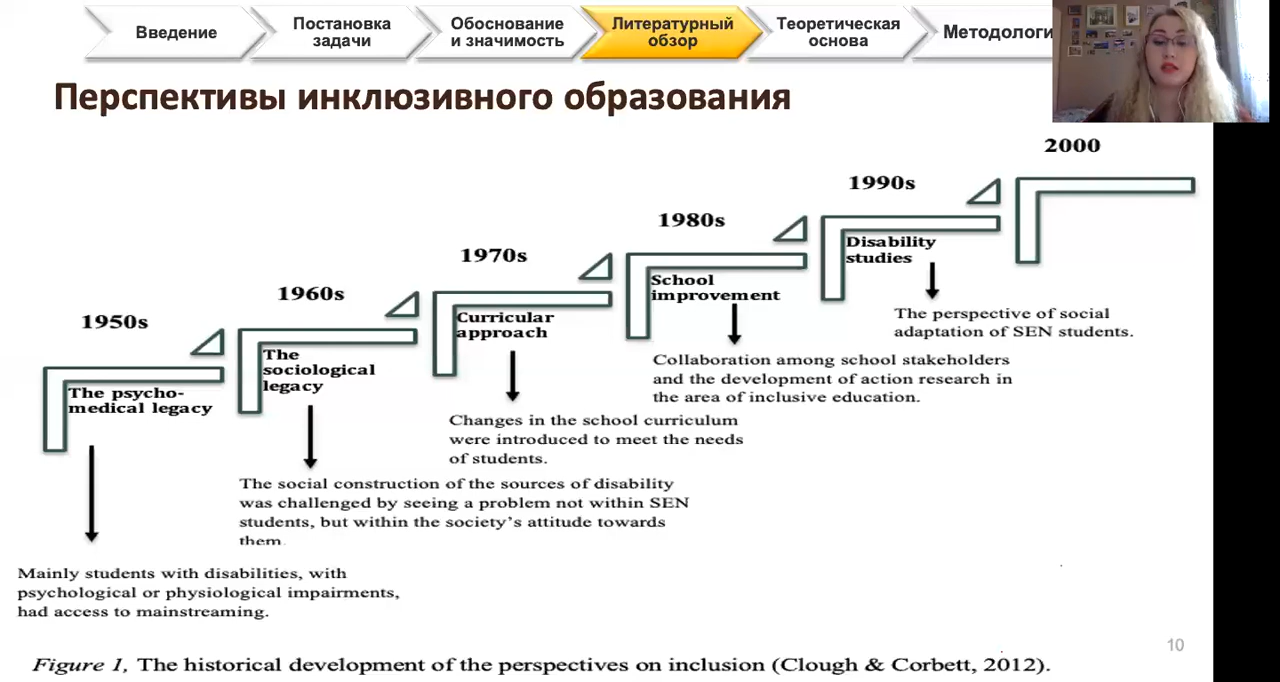 Введение
Постановка
задачи
Обоснование
и значимость
Литературный
обзор
Теоретическая
основа
Методологи
Перспективы инклюзивного образования
2000
1990s
1980s
Disability
studies
1970s
School
improvement
The perspective of social
adaptation of SEN students.
1960s
Curricular
approach
1950s
Collaboration among school stakeholders
and the development of action research in
the area of inclusive education.
The
sociological
legacy
The psycho-
medical legacy
Changes in the school curriculum
were introduced to meet the needs
of students.
The social construction of the sources of disability
was challenged by seeing a problem not within SEN
students, but within the society's attitude towards
them.
Mainly students with disabilities, with
psychological or physiological impairments,
had access to mainstreaming.
10
Figure 1, The historical development of the perspectives on inclusion (Clough & Corbett, 2012).